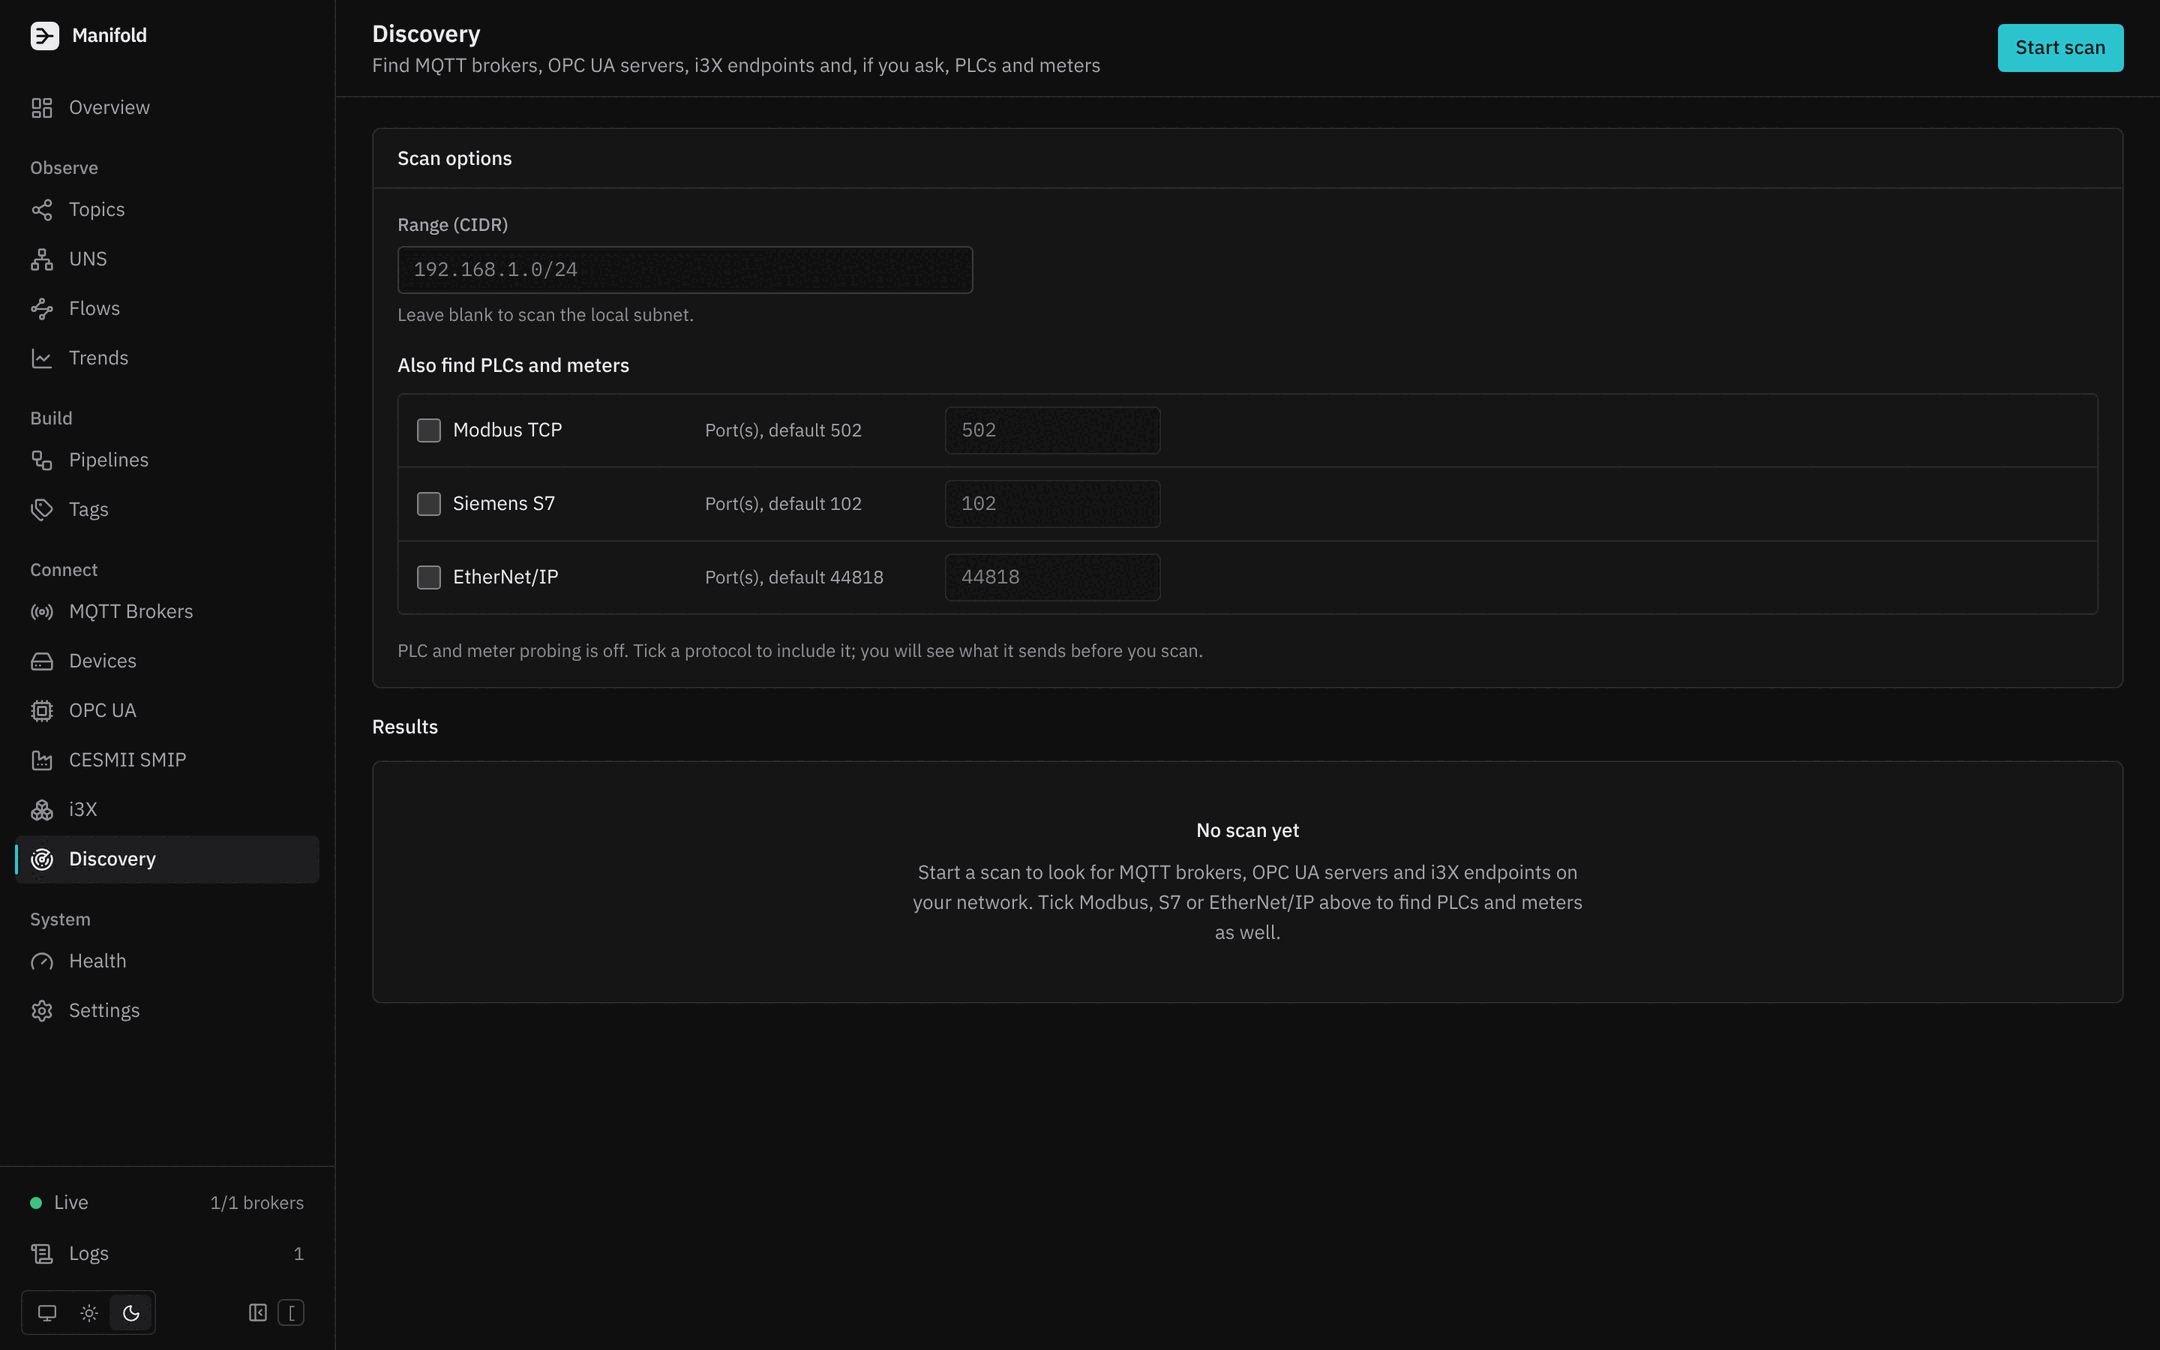 Manifold
Overview
Observe
Topics
UNS
Flows
Trends
Build
Pipelines
Tags
Connect
MQTT Brokers
Devices
OPC UA
CESMII SMIP
i3X
Discovery
System
Health
Settings
Live
1/1 brokers
Logs
1
[
Discovery
Find MQTT brokers, OPC UA servers, i3X endpoints and, if you ask, PLCs and meters
Start scan
Scan options
Range (CIDR)
192.168.1.0/24
Leave blank to scan the local subnet.
Also find PLCs and meters
Modbus TCP
Port(s), default 502
502
Siemens S7
Port(s), default 102
102
EtherNet/IP
Port(s), default 44818
44818
PLC and meter probing is off. Tick a protocol to include it; you will see what it sends before you scan.
Results
No scan yet
Start a scan to look for MQTT brokers, OPC UA servers and i3X endpoints on
your network. Tick Modbus, S7 or EtherNet/IP above to find PLCs and meters
as well.